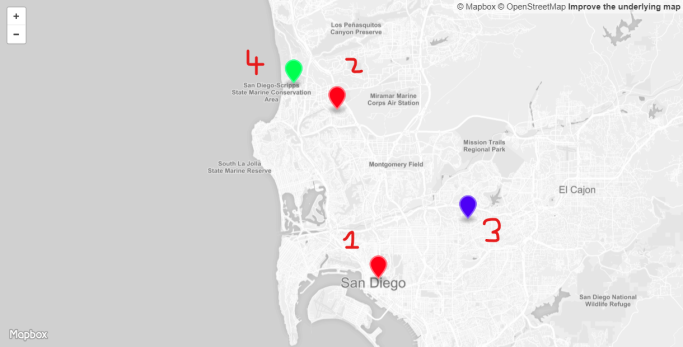 © Mapbox © OpenStreetMap Improve the underlying map
+
−
Los Peñasquitos
Canyon Preserve
4
2
San Diego-Scripps
State Marine Conservation
Area
Miramar Marine
Corps Air Station
Mission Trails
Regional Park
South La Jolla
State Marine Reserve
Montgomery Field
El Cajon
3
1
San Diego
San Diego National
Wildlife Refuge
Mapbox